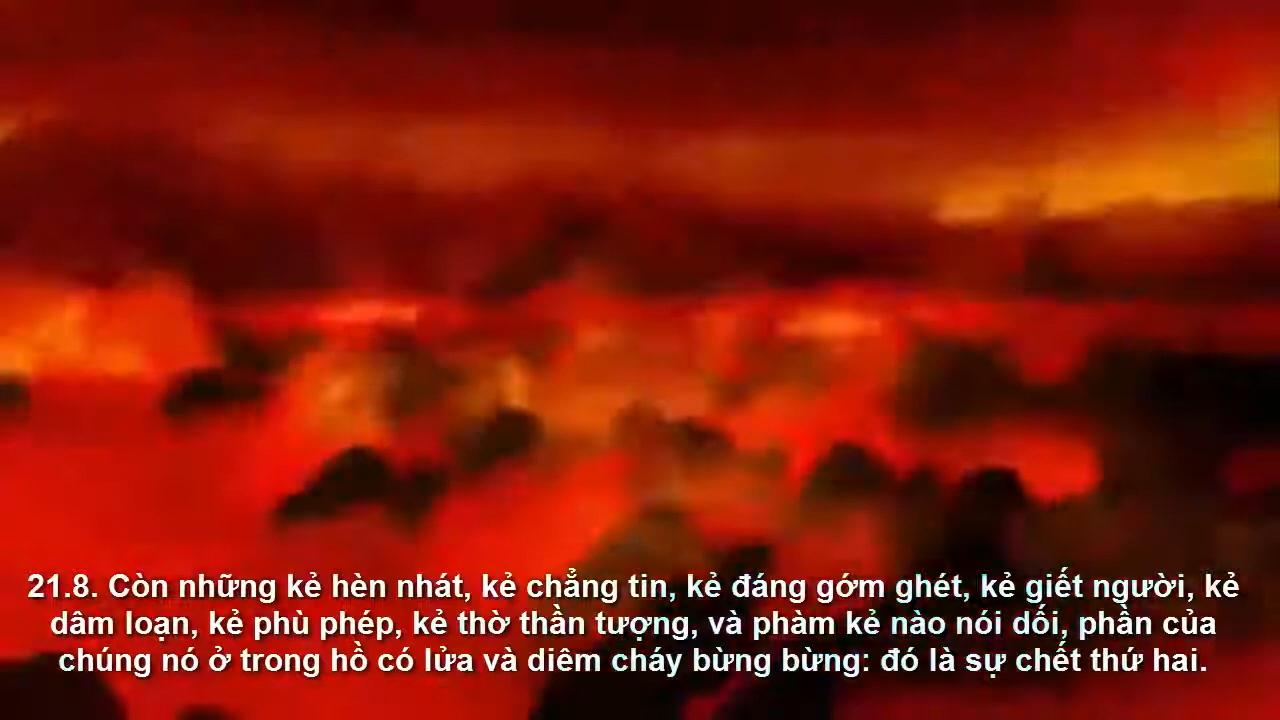 21.8. Còn những kẻ hèn nhát, kẻ chẳng tin, kẻ đáng gớm ghét, kẻ giết người, kẻ
dâm loạn, kẻ phù phép, kẻ thờ thần tượng, và phàm kẻ nào nói dối, phần của
chúng nó ở trong hồ có lửa và diêm cháy bừng bừng: đó là sự chết thứ hai.